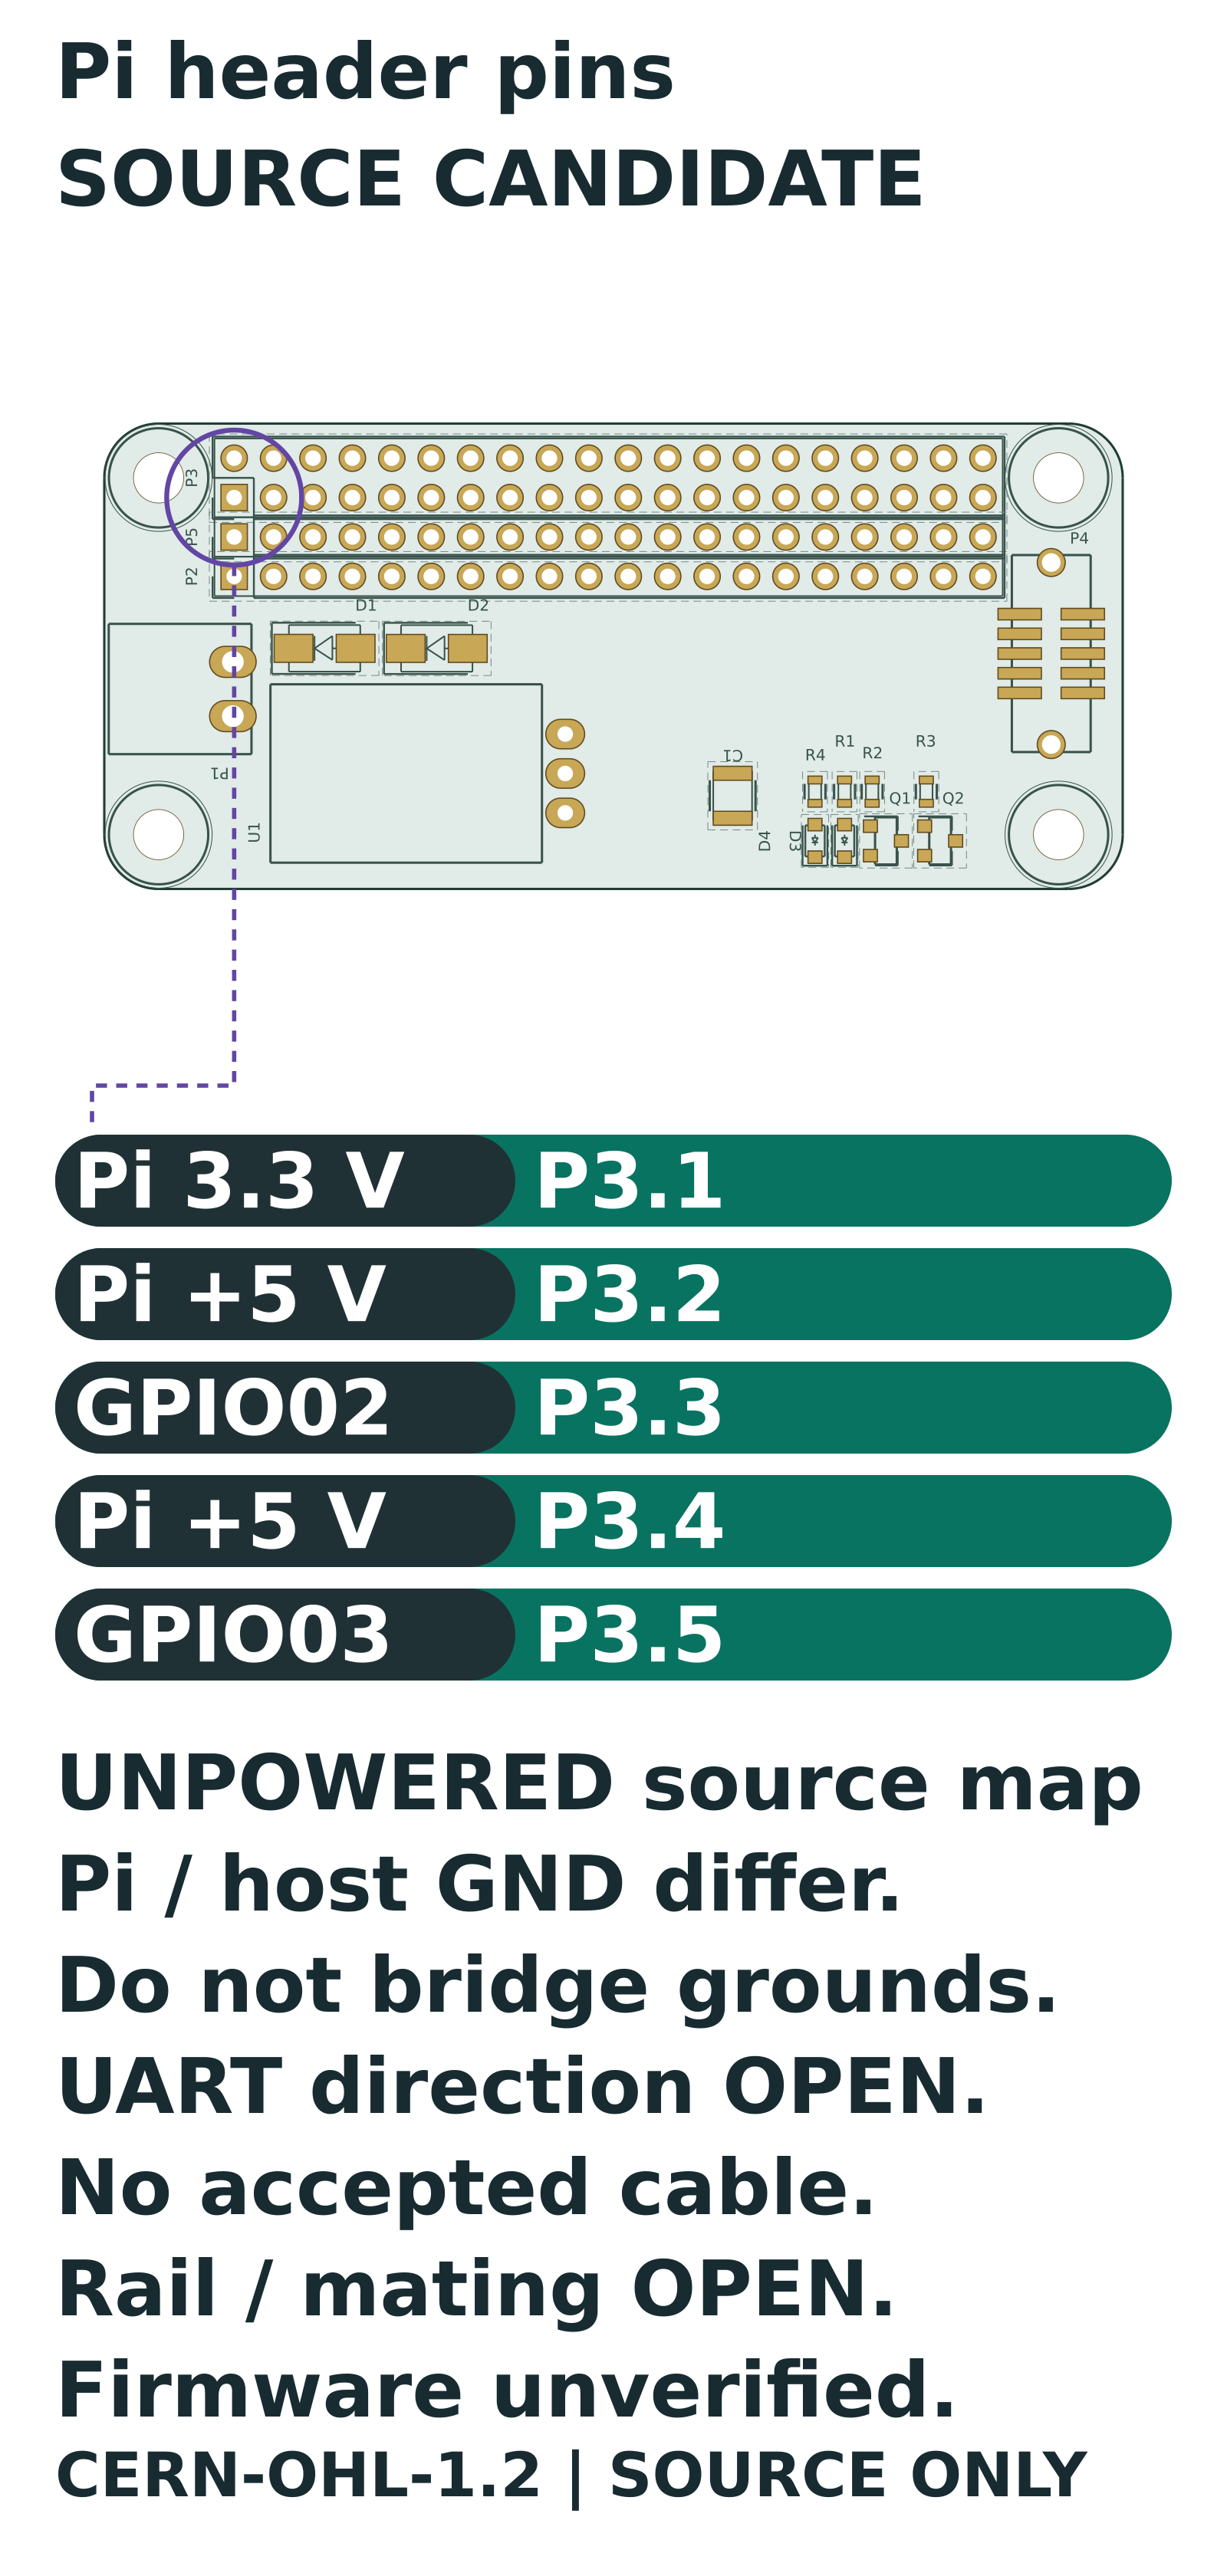 Pi header pins
SOURCE CANDIDATE
P3
P5
P2
P4
D1 D2
P1
U1
C1
D4
D3
R4
R1
R2
R3
Q1
Q2
Pi 3.3 V P3.1
Pi +5 V P3.2
GPIO02 P3.3
Pi +5 V P3.4
GPIO03 P3.5
UNPOWERED source map
Pi / host GND differ.
Do not bridge grounds.
UART direction OPEN.
No accepted cable.
Rail / mating OPEN.
Firmware unverified.
CERN-OHL-1.2 | SOURCE ONLY